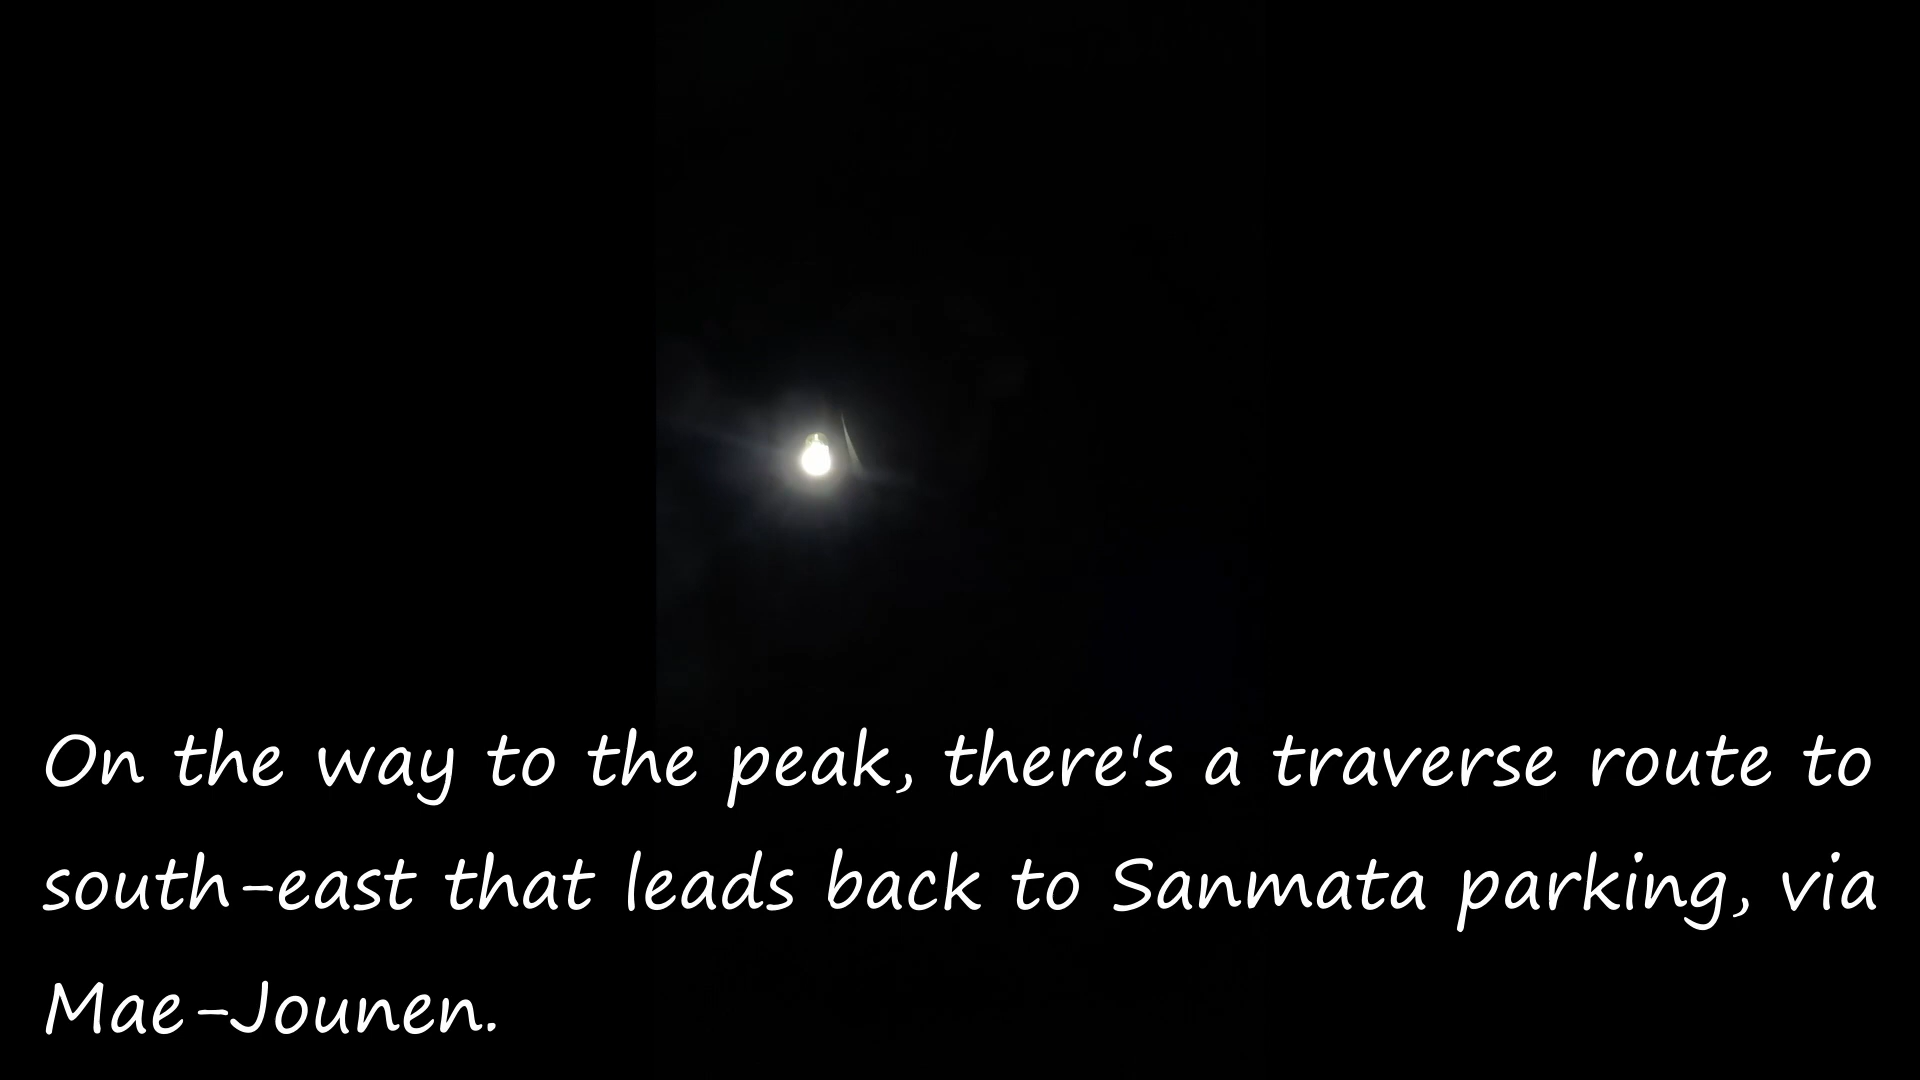 On the way to the peak, there's a traverse route to
south-east that leads back to Sanmata parking, via
Mae-Jounen.